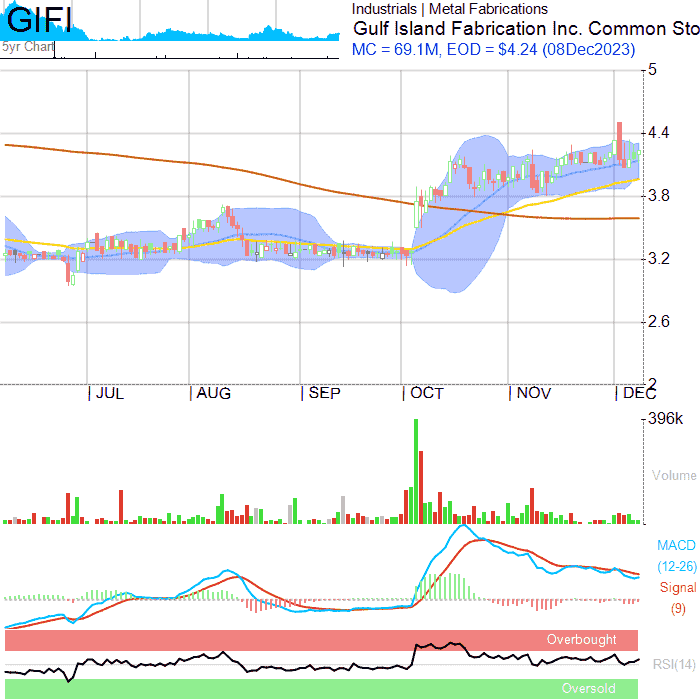 GIFI
5yr Chart
Industrials | Metal Fabrications
Gulf Island Fabrication Inc. Common Sto
MC = 69.1M, EOD = $4.24 (08Dec2023)
5
4.4
3.8
3.2
2.6
2
JUL
AUG
SEP
OCT
NOV
DEC
396k
Volume
MACD
(12-26)
Signal
(9)
Overbought
RSI(14)
Oversold